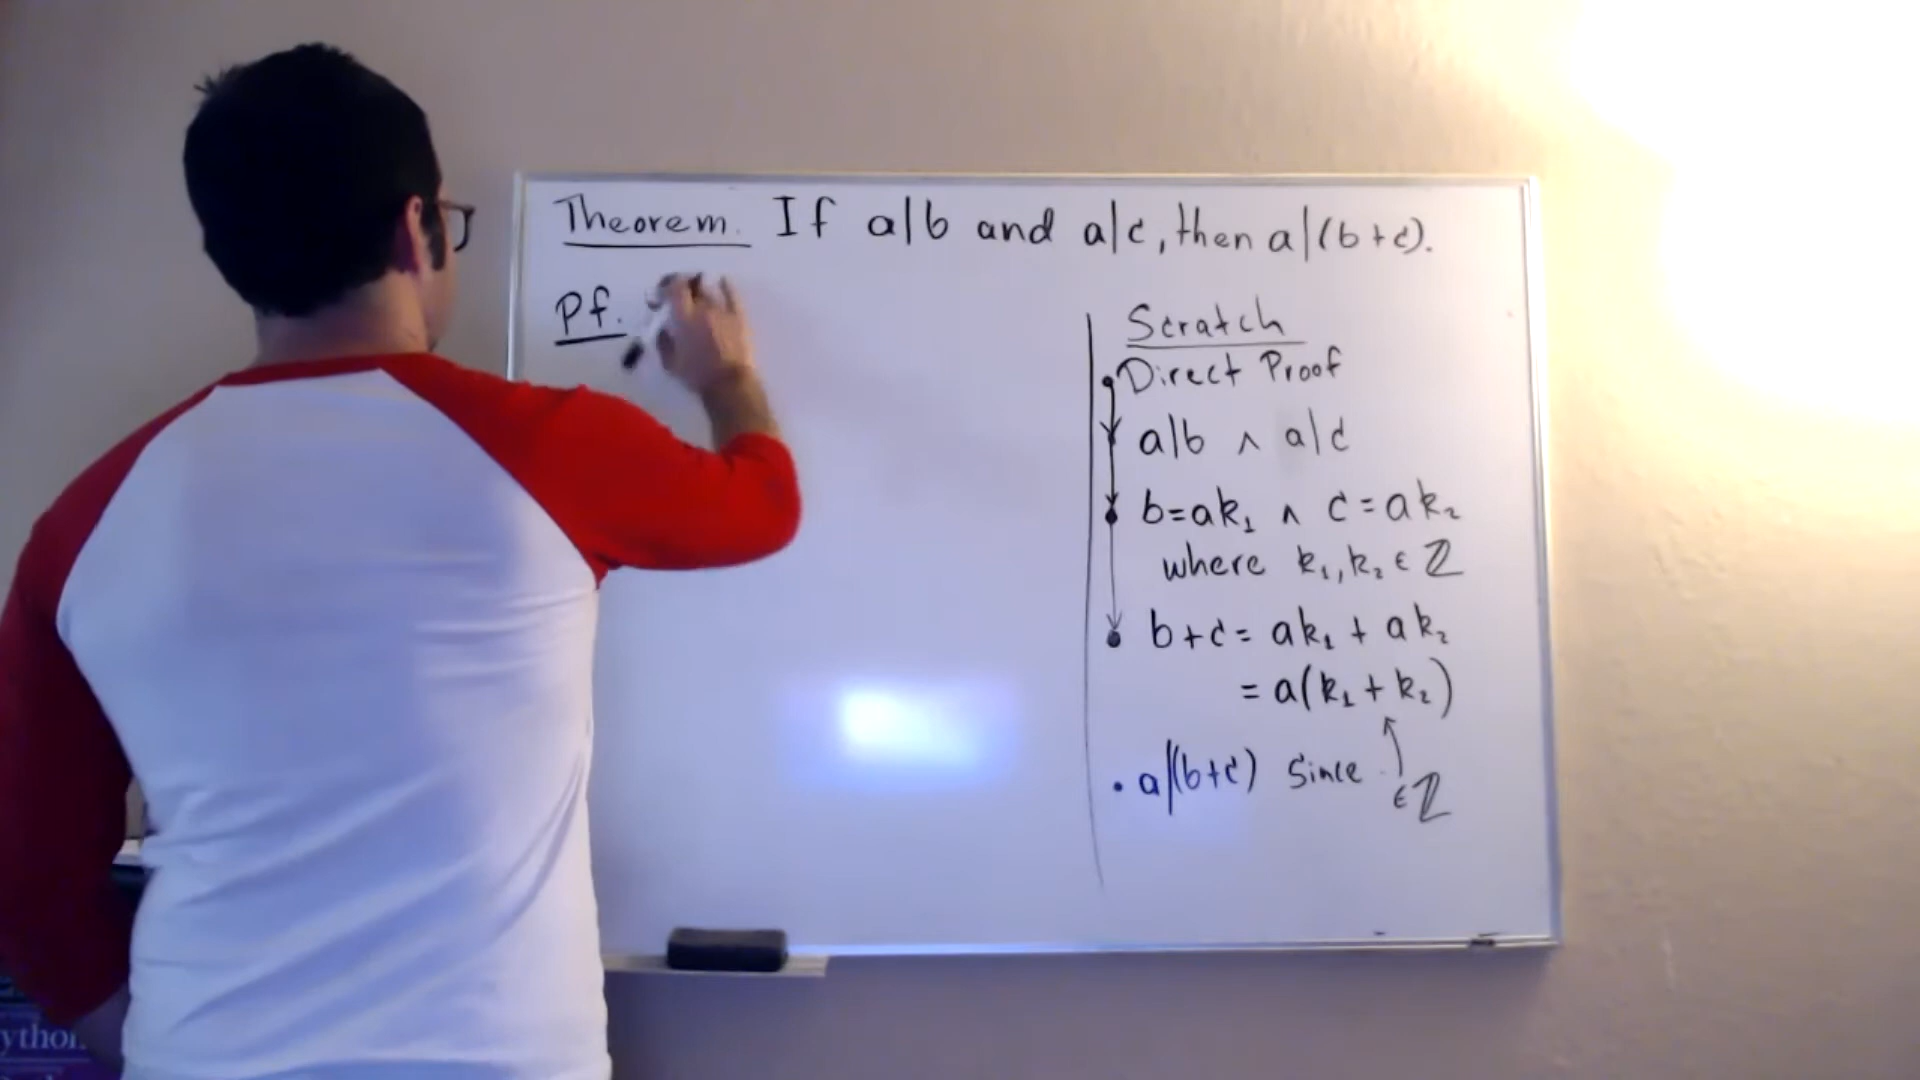 Theorem. If a|b and a|c, then a|(b+c).
Pf.
Scratch
Direct Proof
a|b ∧ a|c
b=ak₁ ∧ c=ak₂
where k₁,k₂ ∈ ℤ
b+c= ak₁ + ak₂
= a(k₁ + k₂)
• a|(b+c) since
∈ ℤ
ython